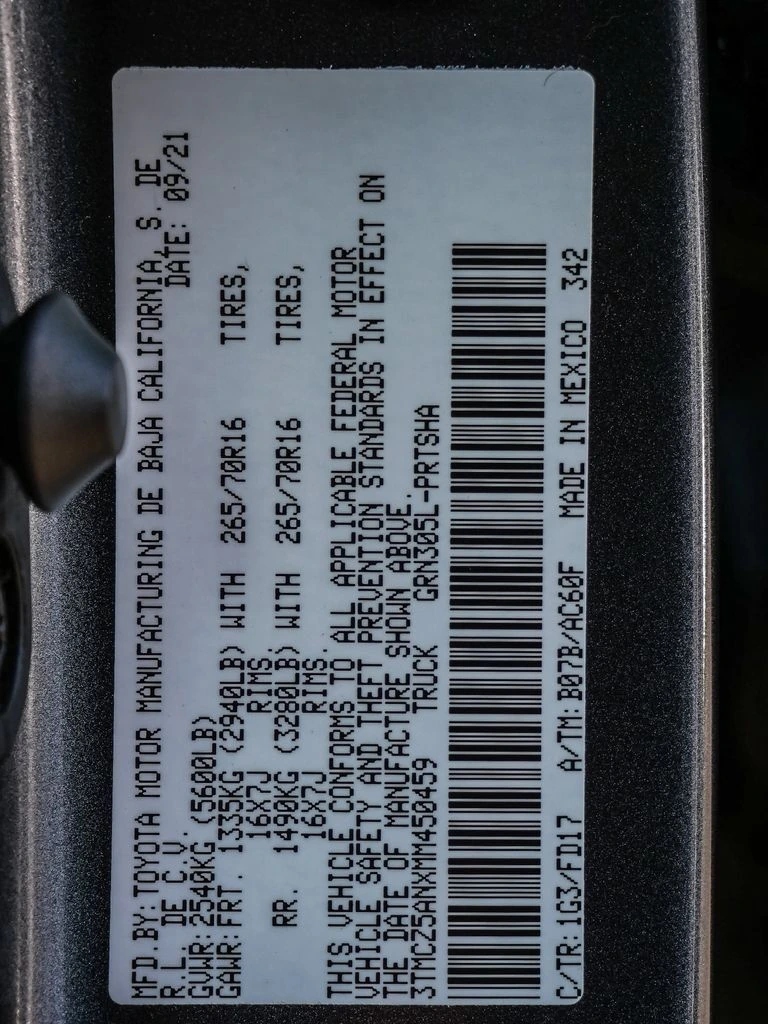 MFD.BY: TOYOTA MOTOR MANUFACTURING DE BAJA CALIFORNIA, S. DE
R.L. DE C.V. DATE: 09/21
GVWR: 2540KG (5600LB)
GAWR: FRT. 1335KG (2940LB) WITH 265/70R16 TIRES,
16X7J RIMS
RR. 1490KG (3280LB) WITH 265/70R16 TIRES,
16X7J RIMS.
THIS VEHICLE CONFORMS TO ALL APPLICABLE FEDERAL MOTOR
VEHICLE SAFETY AND THEFT PREVENTION STANDARDS IN EFFECT ON
THE DATE OF MANUFACTURE SHOWN ABOVE.
3TMCZ5ANXMM450459 TRUCK GRN305L-PRTSHA
C/TR: 1G3/FD17 A/TM: B07B/AC60F MADE IN MEXICO 342